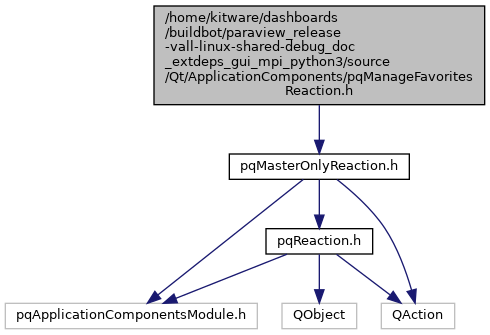 /home/kitware/dashboards
/buildbot/paraview_release
-vall-linux-shared-debug_doc
_extdeps_gui_mpi_python3/source
/Qt/ApplicationComponents/pqManageFavorites
Reaction.h
pqMasterOnlyReaction.h
pqReaction.h
pqApplicationComponentsModule.h
QObject
QAction